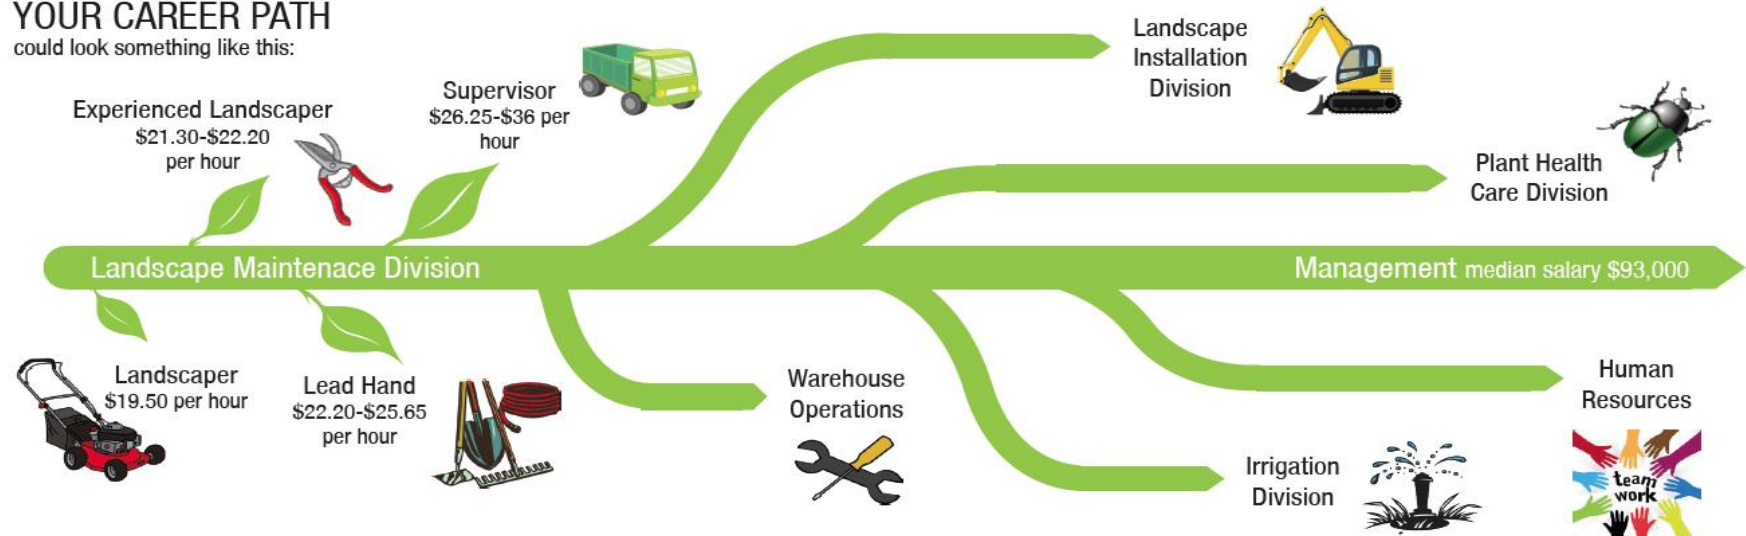 YOUR CAREER PATH
could look something like this:
Experienced Landscaper
$21.30-$22.20
per hour
Supervisor
$26.25-$36 per
hour
Landscape
Installation
Division
Plant Health
Care Division
Landscape Maintenace Division
Management median salary $93,000
Landscaper
$19.50 per hour
Lead Hand
$22.20-$25.65
per hour
Warehouse
Operations
Irrigation
Division
Human
Resources
team
work